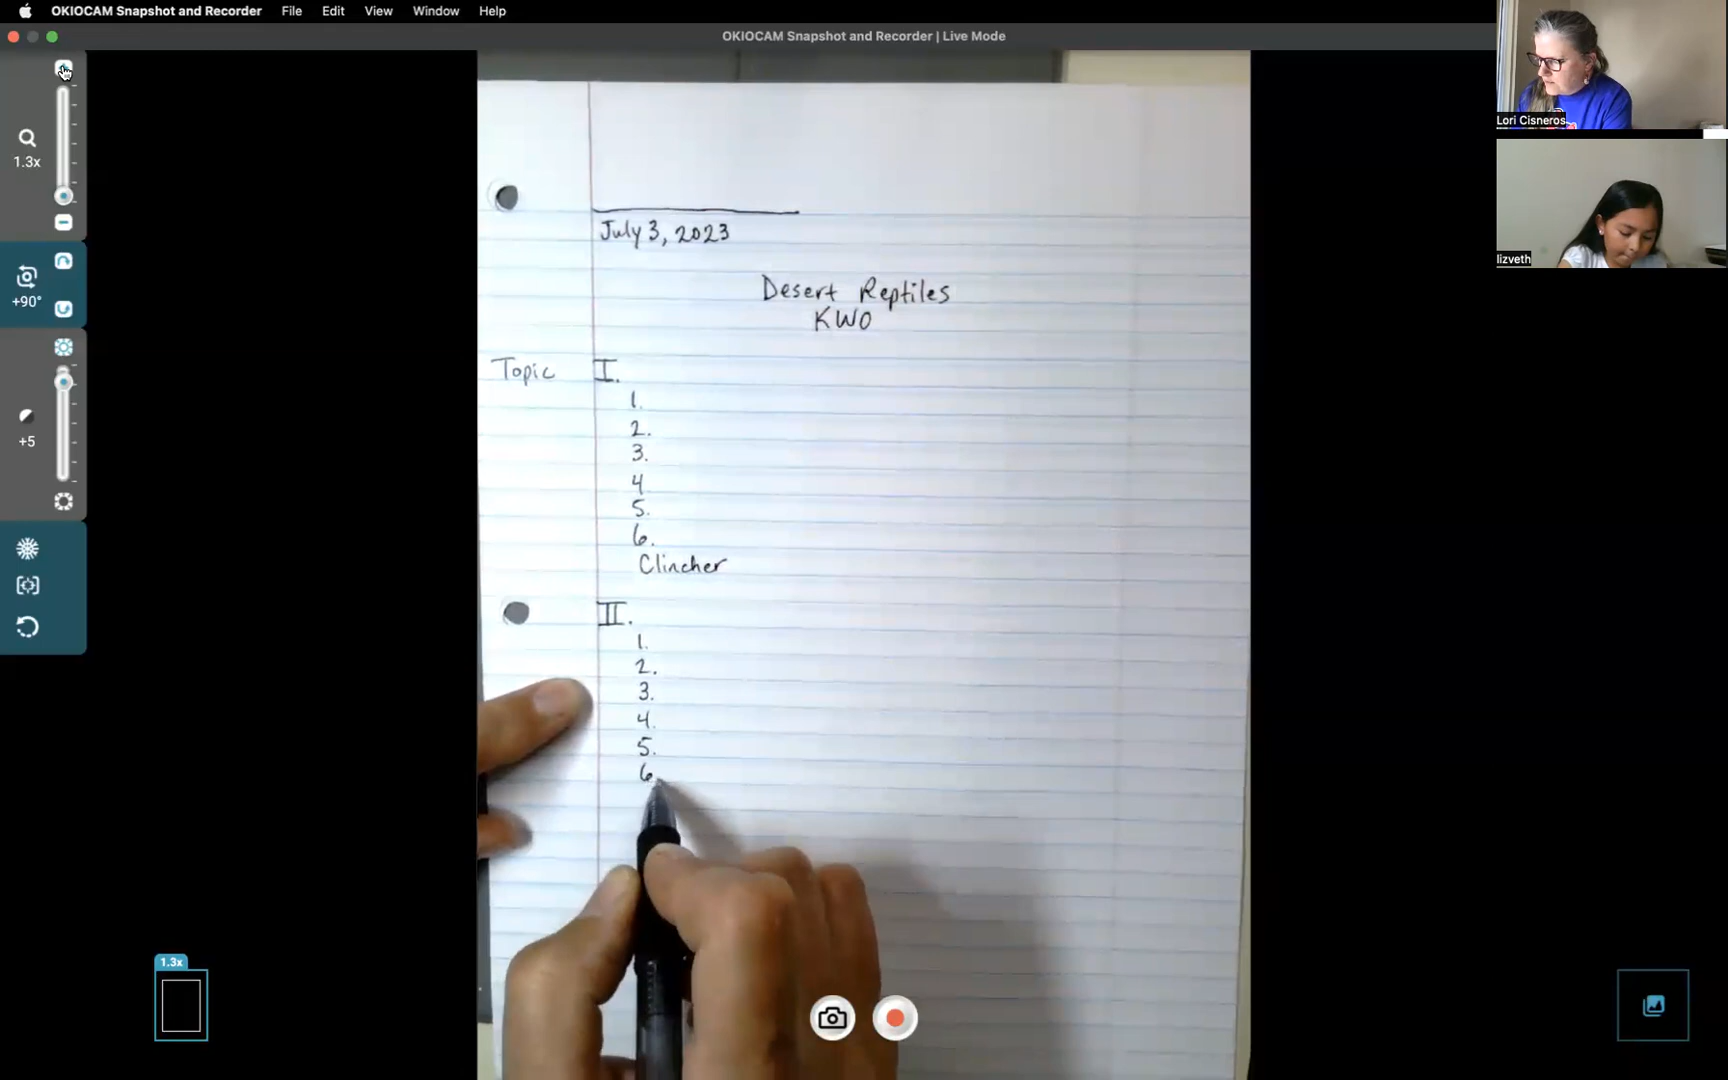 OKIOCAM Snapshot and Recorder File Edit View Window Help
OKIOCAM Snapshot and Recorder | Live Mode
Lori Cisneros
lizveth
1.3x
+90°
+5
1.3x
July 3, 2023
Desert Reptiles
KWO
Topic I.
1.
2.
3.
4
5.
6.
Clincher
II.
1.
2.
3.
4.
5.
6.